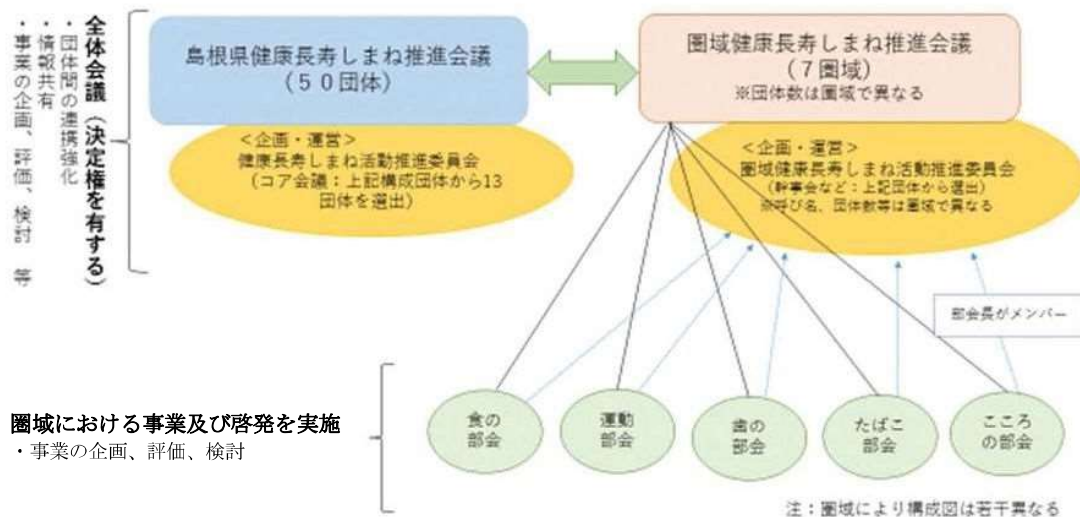 全体会議（決定権を有する）
・団体間の連携強化
・情報共有
・事業の企画、評価、検討　等
島根県健康長寿しまね推進会議
（５０団体）
＜企画・運営＞
健康長寿しまね活動推進委員会
（コア会議：上記構成団体から13
団体を選出）
圏域健康長寿しまね推進会議
（７圏域）
※団体数は圏域で異なる
＜企画・運営＞
圏域健康長寿しまね活動推進委員会
（幹事会など：上記団体から選出）
※呼び名、団体数等は圏域で異なる
部会長がメンバー
圏域における事業及び啓発を実施
・事業の企画、評価、検討
食の
部会
運動
部会
歯の
部会
たばこ
部会
こころ
の部会
注：圏域により構成図は若干異なる